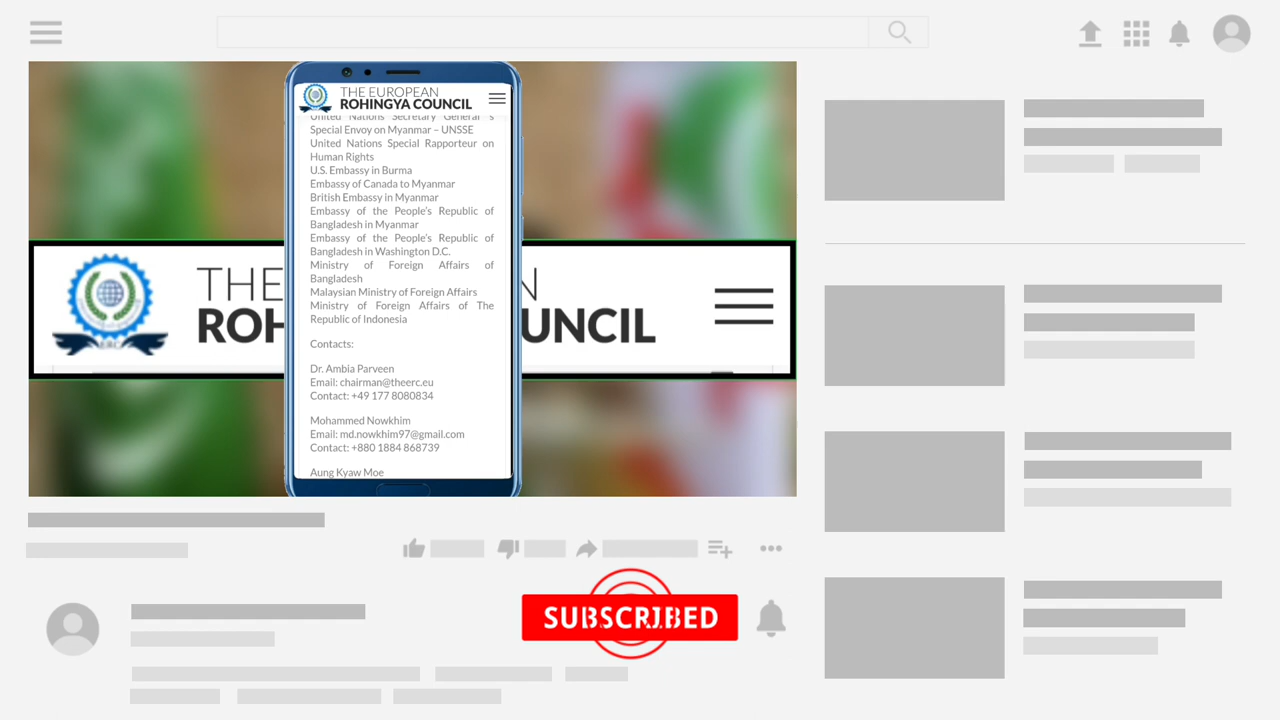 THE EUROPEAN
ROHINGYA COUNCIL
United Nations Secretary General's
Special Envoy on Myanmar – UNSSE
United Nations Special Rapporteur on
Human Rights
U.S. Embassy in Burma
Embassy of Canada to Myanmar
British Embassy in Myanmar
Embassy of the People's Republic of
Bangladesh in Myanmar
Embassy of the People's Republic of
Bangladesh in Washington D.C.
Ministry of Foreign Affairs of
Bangladesh
Malaysian Ministry of Foreign Affairs
Ministry of Foreign Affairs of The
Republic of Indonesia
Contacts:
Dr. Ambia Parveen
Email: chairman@theerc.eu
Contact: +49 177 8080834
Mohammed Nowkhim
Email: md.nowkhim97@gmail.com
Contact: +880 1884 868739
Aung Kyaw Moe
THE N
ROH UNCIL
ERC
SUBSCRIBED